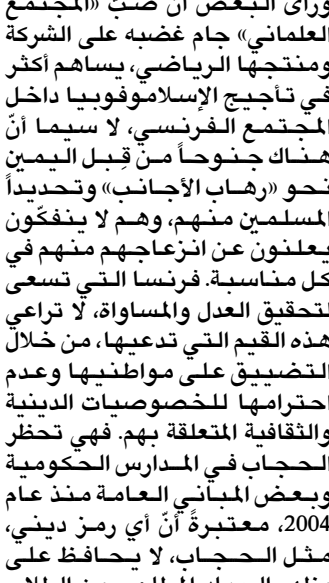 ورأى البعض أن صبّ «المجتمع
العلماني» جام غضبه على الشركة
ومنتجها الرياضي، يساهم أكثر
في تأجيج الإسلاموفوبيا داخل
المجتمع الفرنسي، لا سيما أنّ
هناك جنوحاً من قِبل اليمين
نحو «رهاب الأجانب» وتحديداً
المسلمين منهم، وهم لا ينفكّون
يعلنون عن انزعاجهم منهم في
كل مناسبة. فرنسا التي تسعى
لتحقيق العدل والمساواة، لا تراعي
هذه القيم التي تدعيها، من خلال
التضييق على مواطنيها وعدم
احترامها للخصوصيات الدينية
والثقافية المتعلقة بهم. فهي تحظر
الحجاب في المدارس الحكومية
وبعض المباني العامة منذ عام
2004، معتبرةً أنّ أي رمز ديني،
مثل الحجاب، لا يحافظ على